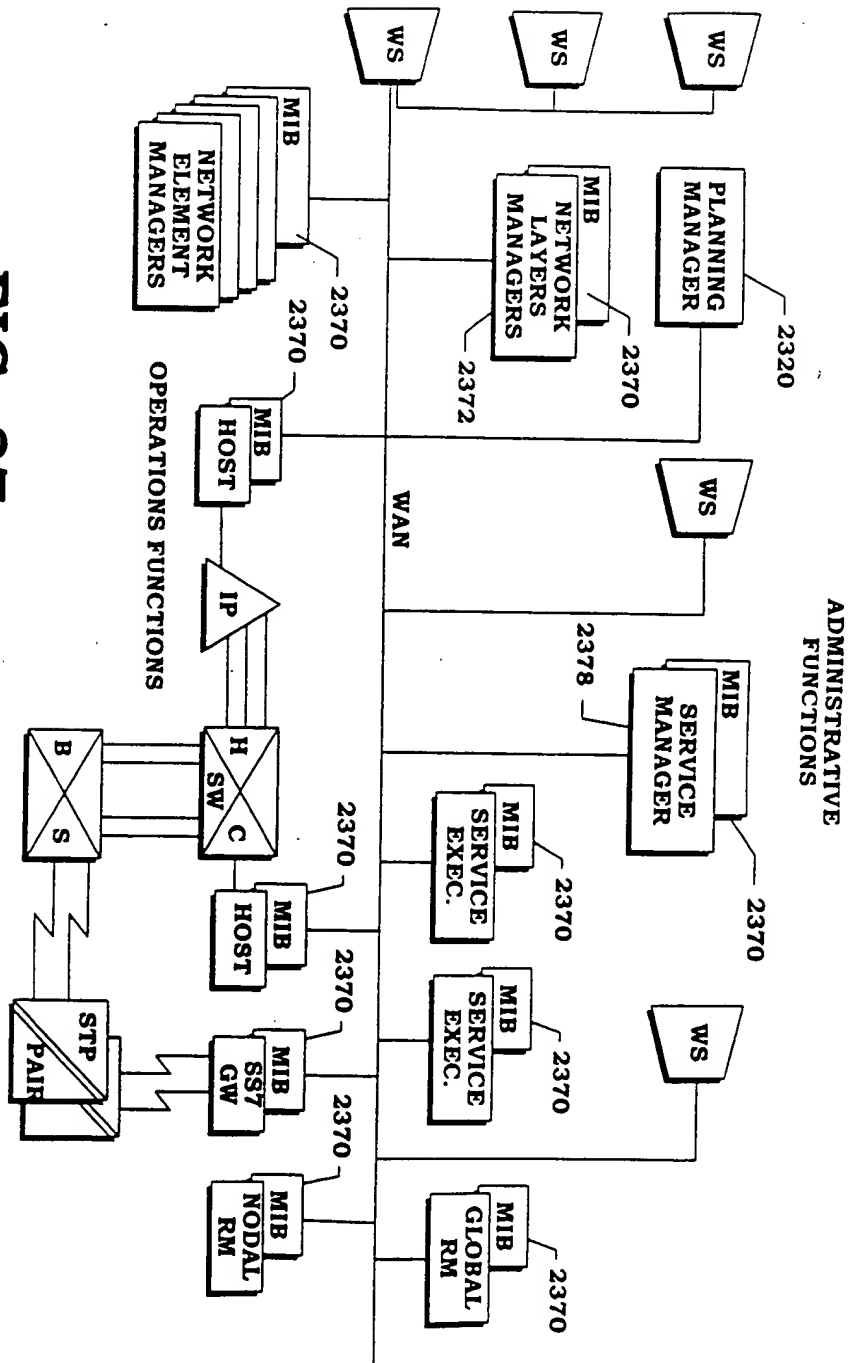 ADMINISTRATIVE
FUNCTIONS
WS
WS
WS
PLANNING
MANAGER
2320
MIB
NETWORK
LAYERS
MANAGERS
2370
2372
WS
MIB
SERVICE
MANAGER
2378
2370
WS
MIB
SERVICE
EXEC.
2370
MIB
SERVICE
EXEC.
2370
MIB
GLOBAL
RM
2370
WAN
MIB
NETWORK
ELEMENT
MANAGERS
2370
MIB
HOST
2370
IP
H
SW
C
MIB
HOST
2370
MIB
SS7
GW
2370
MIB
NODAL
RM
2370
B
S
STP
PAIR
OPERATIONS FUNCTIONS